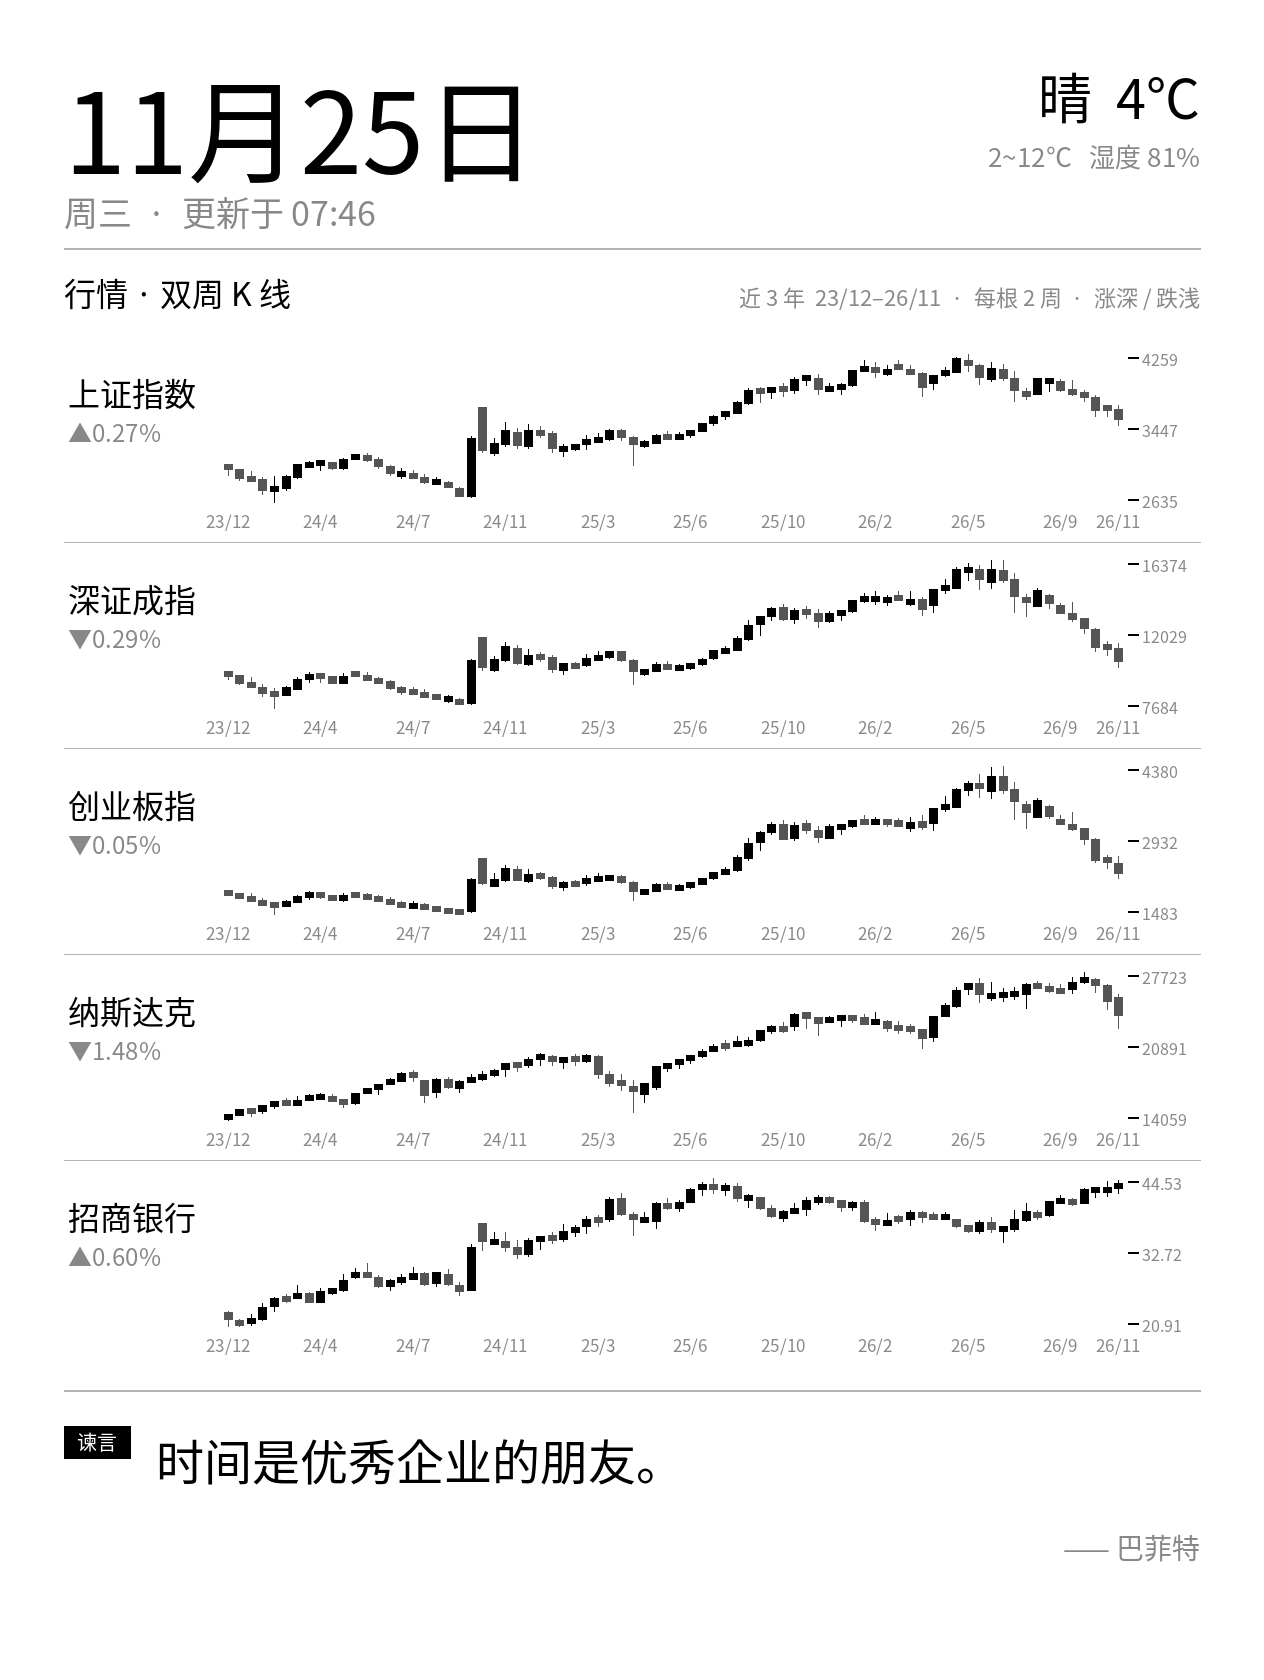 11月25日
晴 4℃
2~12℃ 湿度 81%
周三 · 更新于 07:46
行情 · 双周 K 线
近 3 年 23/12–26/11 · 每根 2 周 · 涨深 / 跌浅
上证指数
▲0.27%
4259
3447
2635
23/12 24/4 24/7 24/11 25/3 25/6 25/10 26/2 26/5 26/9 26/11
深证成指
▼0.29%
16374
12029
7684
23/12 24/4 24/7 24/11 25/3 25/6 25/10 26/2 26/5 26/9 26/11
创业板指
▼0.05%
4380
2932
1483
23/12 24/4 24/7 24/11 25/3 25/6 25/10 26/2 26/5 26/9 26/11
纳斯达克
▼1.48%
27723
20891
14059
23/12 24/4 24/7 24/11 25/3 25/6 25/10 26/2 26/5 26/9 26/11
招商银行
▲0.60%
44.53
32.72
20.91
23/12 24/4 24/7 24/11 25/3 25/6 25/10 26/2 26/5 26/9 26/11
谏言
时间是优秀企业的朋友。
—— 巴菲特